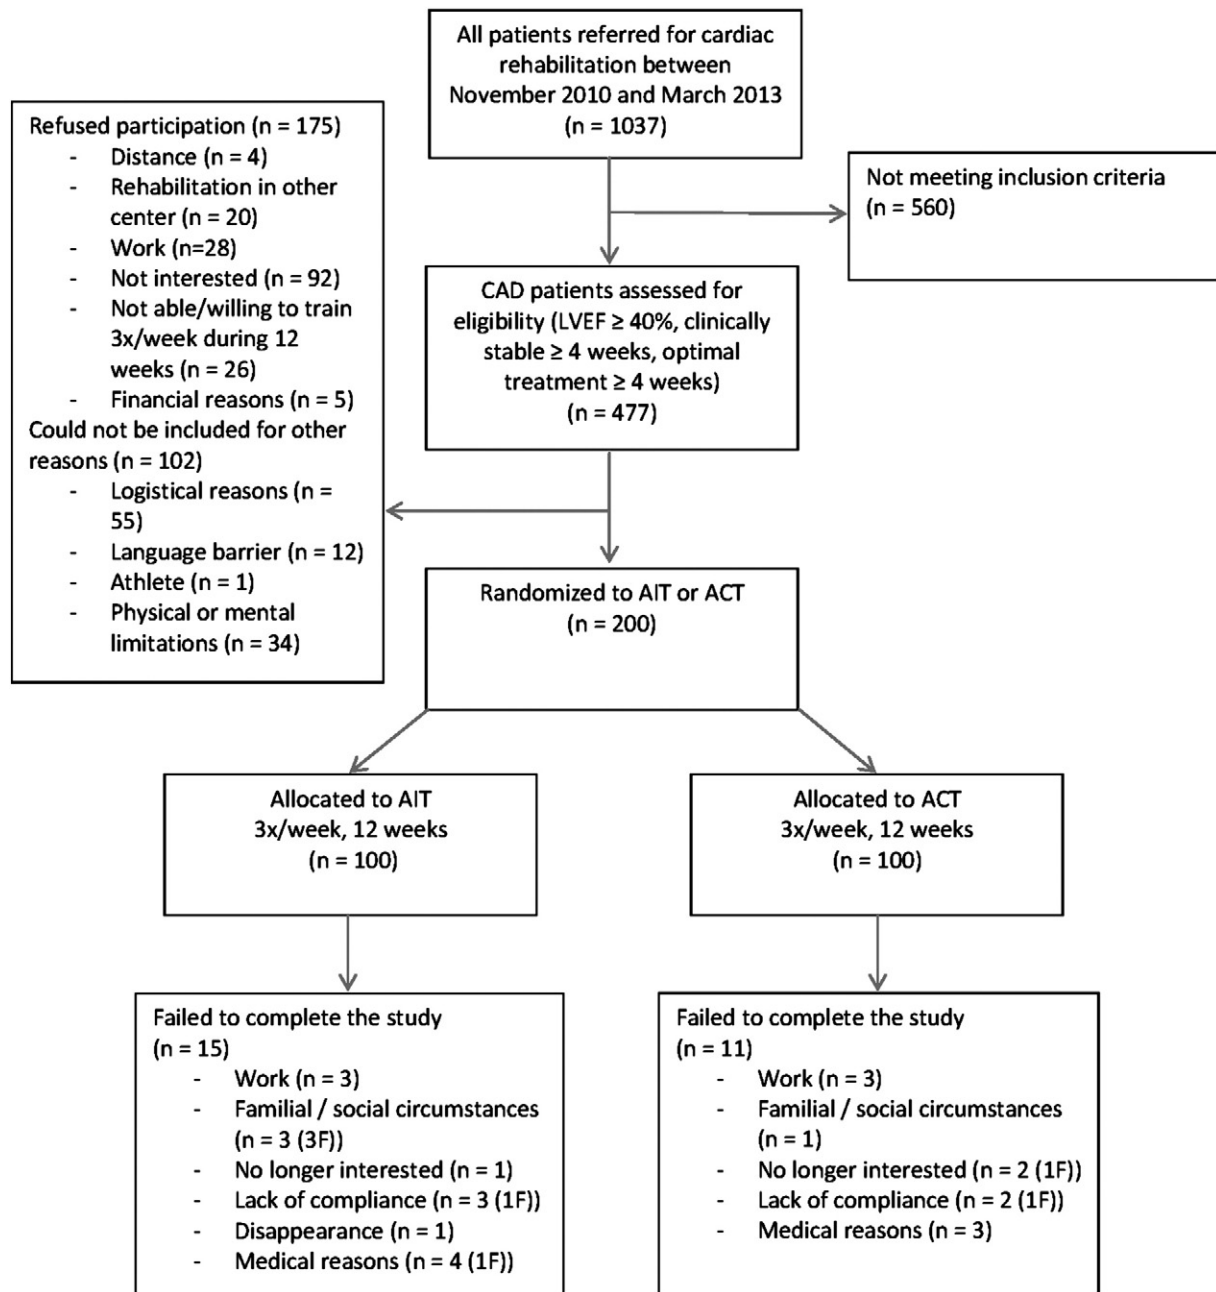 All patients referred for cardiac
rehabilitation between
November 2010 and March 2013
(n = 1037)
Not meeting inclusion criteria
(n = 560)
Refused participation (n = 175)
- Distance (n = 4)
- Rehabilitation in other
center (n = 20)
- Work (n=28)
- Not interested (n = 92)
- Not able/willing to train
3x/week during 12
weeks (n = 26)
- Financial reasons (n = 5)
Could not be included for other
reasons (n = 102)
- Logistical reasons (n =
55)
- Language barrier (n = 12)
- Athlete (n = 1)
- Physical or mental
limitations (n = 34)
CAD patients assessed for
eligibility (LVEF ≥ 40%, clinically
stable ≥ 4 weeks, optimal
treatment ≥ 4 weeks)
(n = 477)
Randomized to AIT or ACT
(n = 200)
Allocated to AIT
3x/week, 12 weeks
(n = 100)
Allocated to ACT
3x/week, 12 weeks
(n = 100)
Failed to complete the study
(n = 15)
- Work (n = 3)
- Familial / social circumstances
(n = 3 (3F))
- No longer interested (n = 1)
- Lack of compliance (n = 3 (1F))
- Disappearance (n = 1)
- Medical reasons (n = 4 (1F))
Failed to complete the study
(n = 11)
- Work (n = 3)
- Familial / social circumstances
(n = 1)
- No longer interested (n = 2 (1F))
- Lack of compliance (n = 2 (1F))
- Medical reasons (n = 3)